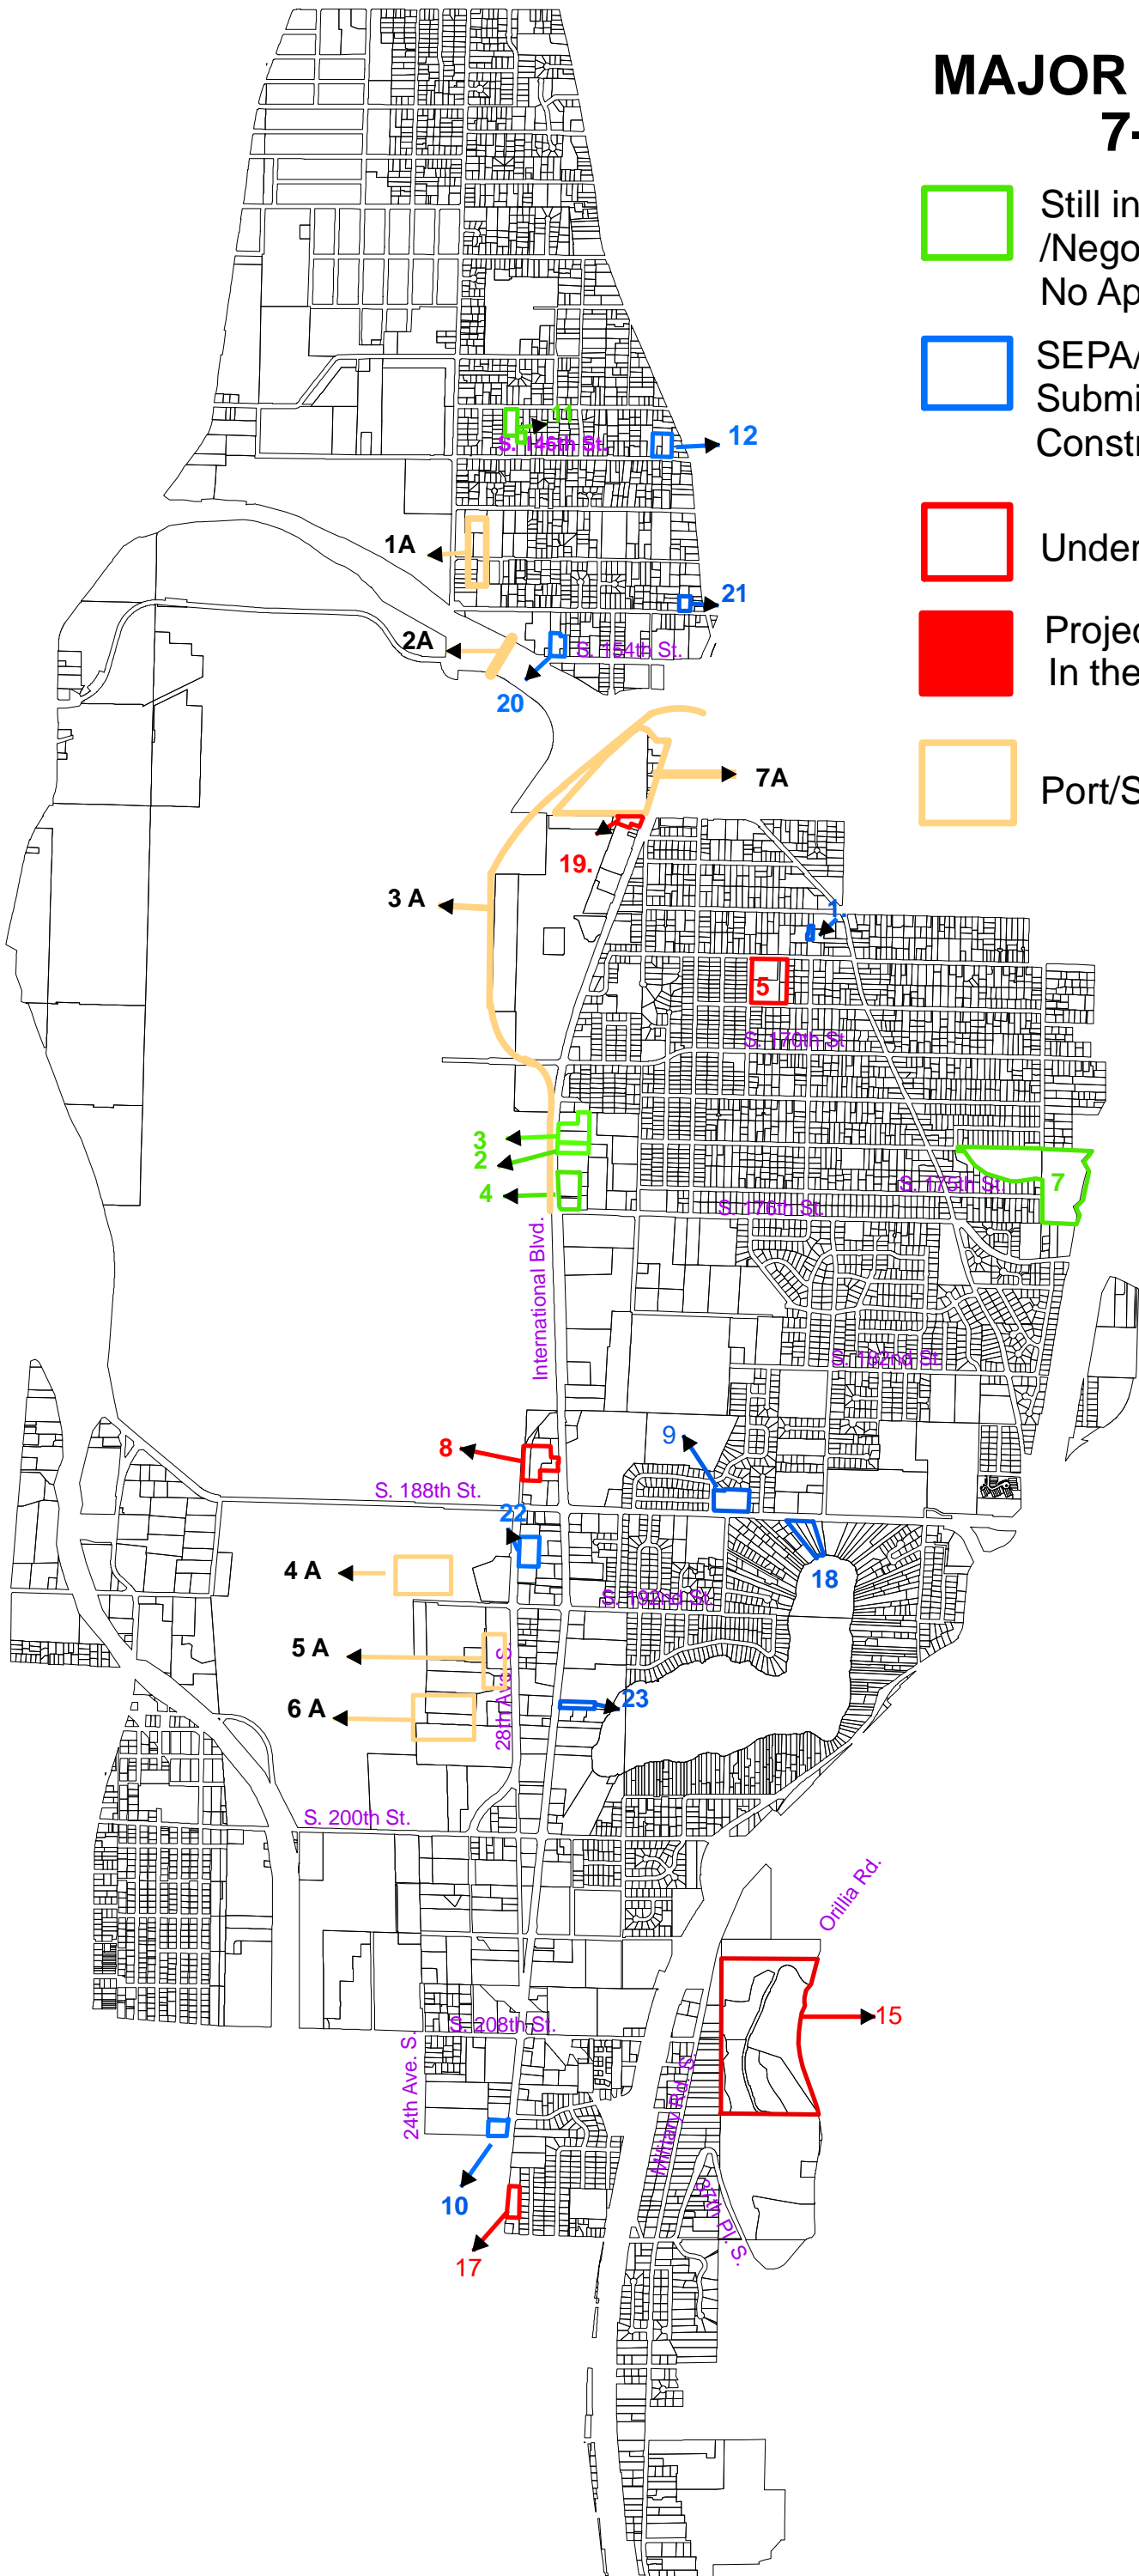 MAJOR
7-
Still in
/Nego
No Ap
SEPA/
Submi
Constr
Under
Projec
In the
Port/S
11
S. 146th St.
12
1A
21
2A
S. 154th St.
20
7A
19.
3 A
1.
5
S. 170th St
3
2
4
7
S. 175th St.
S. 176th St.
International Blvd.
S. 182nd St.
9
8
S. 188th St.
22
4 A
18
S. 192nd St.
5 A
28th Ave. S.
6 A
23
S. 200th St.
Orillia Rd.
15
S. 208th St.
24th Ave. S.
Military Rd. S.
37th Pl. S.
10
17